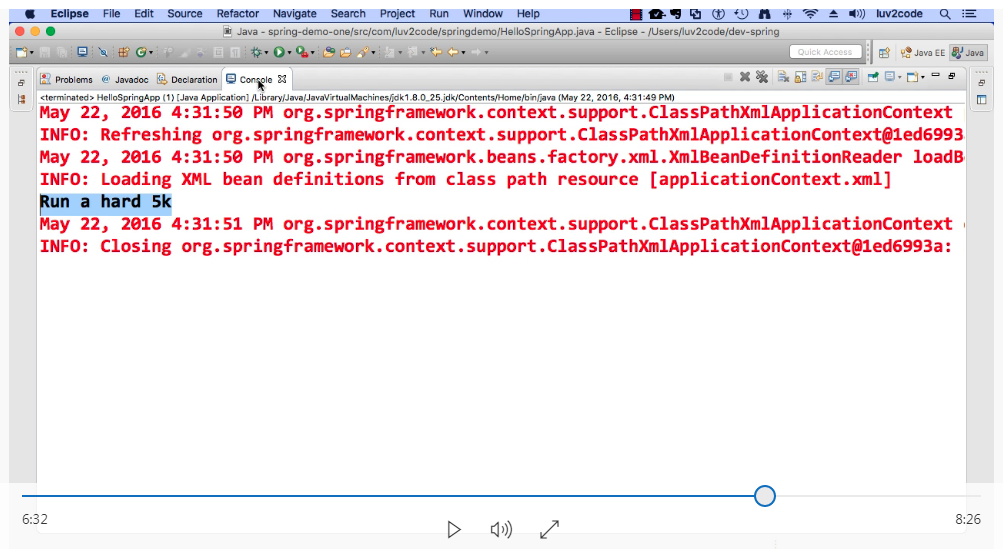 Eclipse File Edit Source Refactor Navigate Search Project Run Window Help luv2code
Java - spring-demo-one/src/com/luv2code/springdemo/HelloSpringApp.java - Eclipse - /Users/luv2code/dev-spring
Quick Access Java EE Java
Problems @ Javadoc Declaration Console
<terminated> HelloSpringApp (1) [Java Application] /Library/Java/JavaVirtualMachines/jdk1.8.0_25.jdk/Contents/Home/bin/java (May 22, 2016, 4:31:49 PM)
May 22, 2016 4:31:50 PM org.springframework.context.support.ClassPathXmlApplicationContext
INFO: Refreshing org.springframework.context.support.ClassPathXmlApplicationContext@1ed6993
May 22, 2016 4:31:50 PM org.springframework.beans.factory.xml.XmlBeanDefinitionReader loadB
INFO: Loading XML bean definitions from class path resource [applicationContext.xml]
Run a hard 5k
May 22, 2016 4:31:51 PM org.springframework.context.support.ClassPathXmlApplicationContext
INFO: Closing org.springframework.context.support.ClassPathXmlApplicationContext@1ed6993a:
6:32
8:26